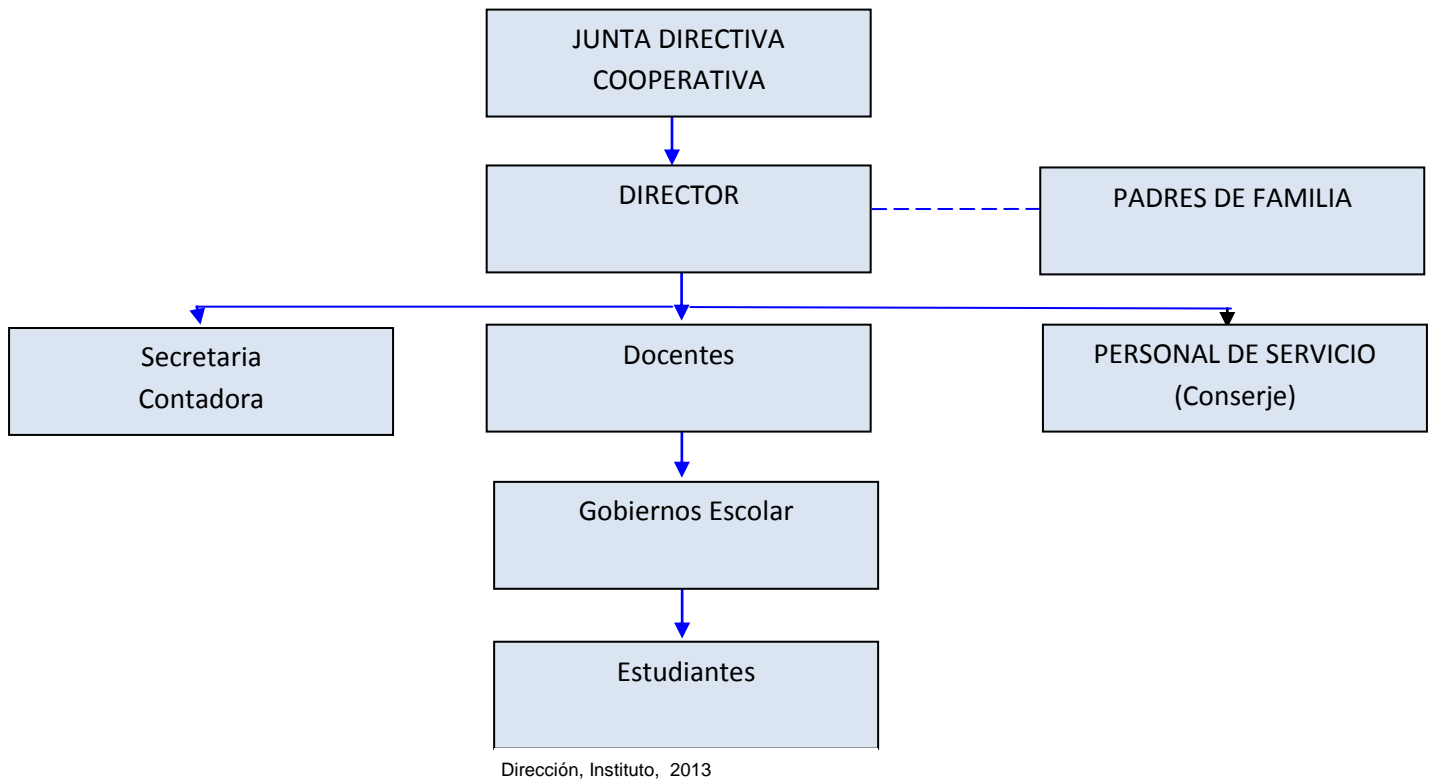 JUNTA DIRECTIVA
COOPERATIVA
DIRECTOR
PADRES DE FAMILIA
Secretaria
Contadora
Docentes
PERSONAL DE SERVICIO
(Conserje)
Gobiernos Escolar
Estudiantes
Dirección, Instituto, 2013